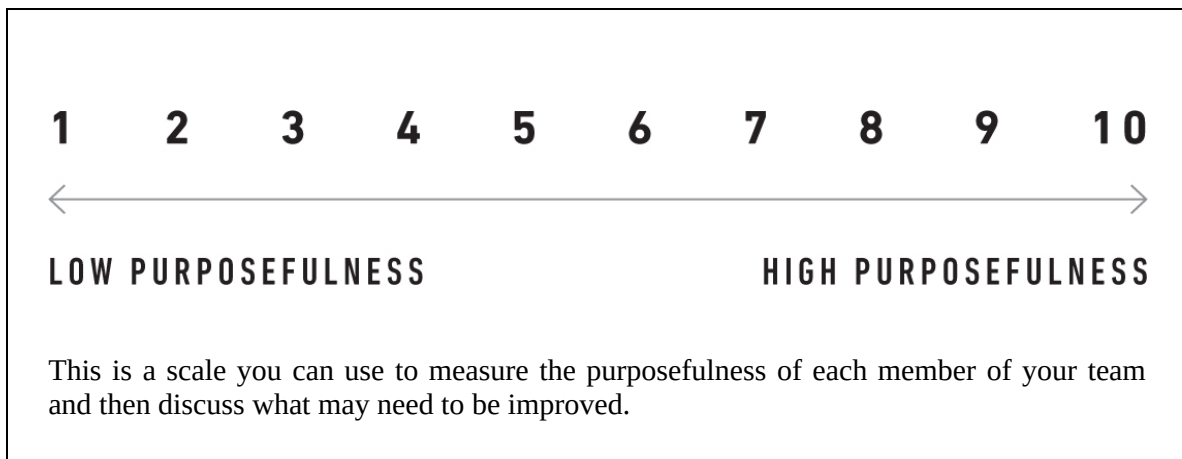 1 2 3 4 5 6 7 8 9 10
LOW PURPOSEFULNESS HIGH PURPOSEFULNESS
This is a scale you can use to measure the purposefulness of each member of your team
and then discuss what may need to be improved.